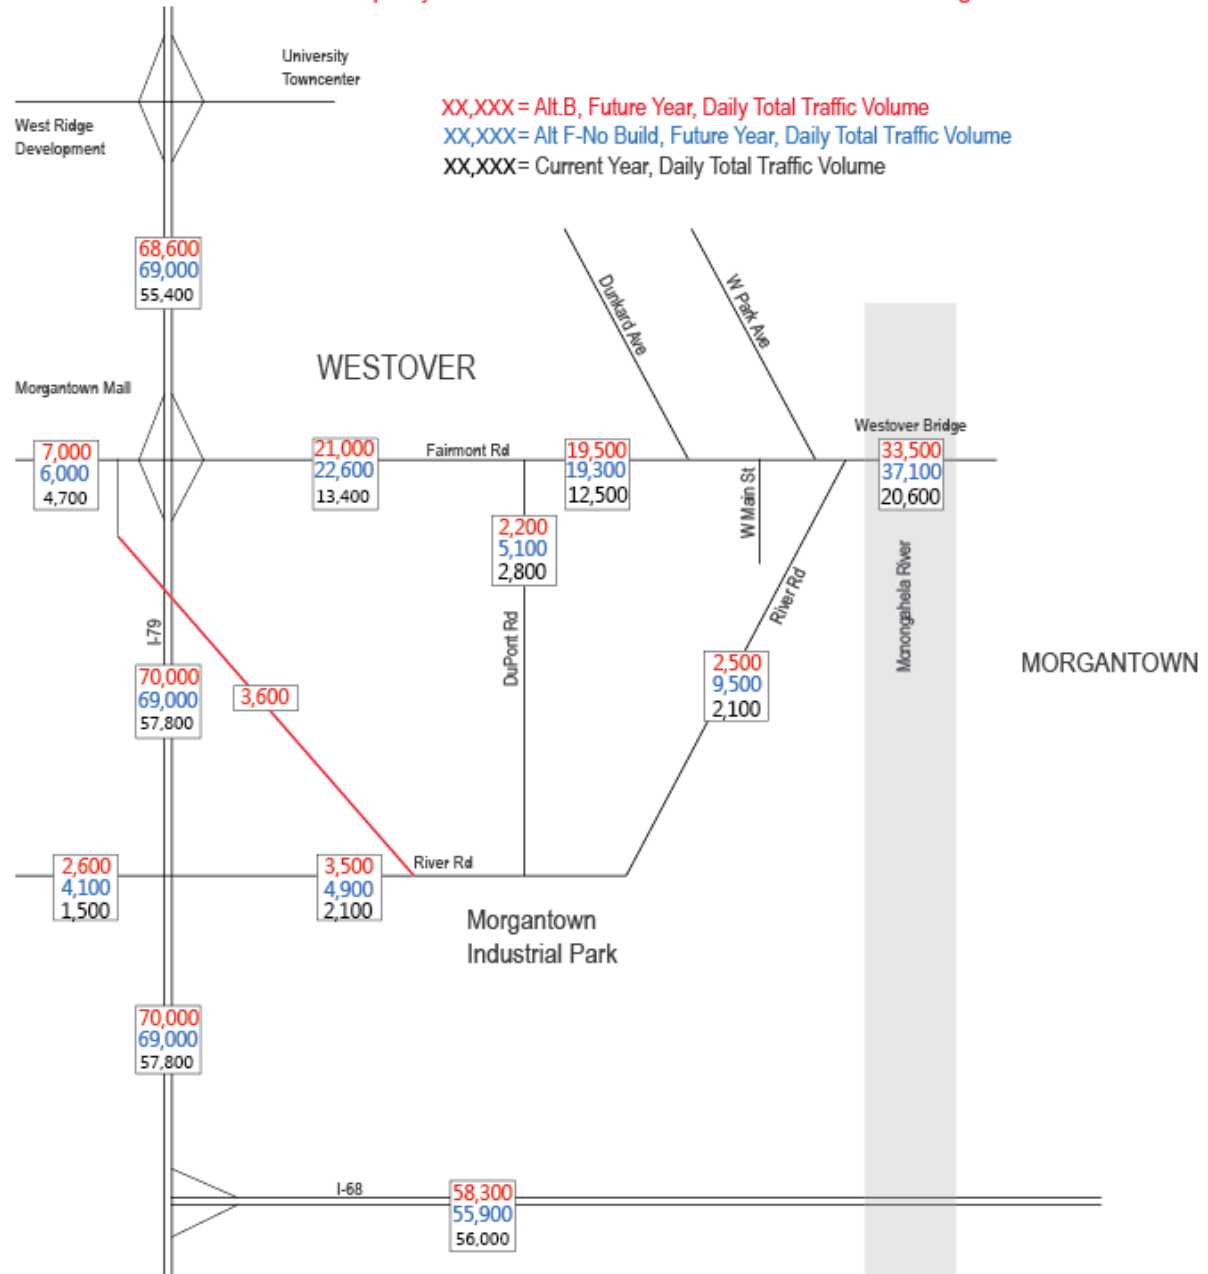 University
Towncenter
West Ridge
Development
XX,XXX = Alt.B, Future Year, Daily Total Traffic Volume
XX,XXX = Alt F-No Build, Future Year, Daily Total Traffic Volume
XX,XXX = Current Year, Daily Total Traffic Volume
68,600
69,000
55,400
Dunkard Ave
W Park Ave
WESTOVER
Morgantown Mall
7,000
6,000
4,700
21,000
22,600
13,400
Fairmont Rd
19,500
19,300
12,500
Westover Bridge
33,500
37,100
20,600
W Main St
2,200
5,100
2,800
River Rd
Monongahela River
I-79
DuPont Rd
70,000
69,000
57,800
3,600
2,500
9,500
2,100
MORGANTOWN
2,600
4,100
1,500
3,500
4,900
2,100
River Rd
Morgantown
Industrial Park
70,000
69,000
57,800
I-68
58,300
55,900
56,000